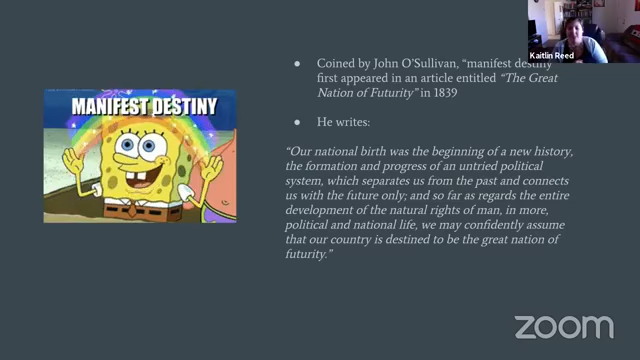 Kaitlin Reed
MANIFEST DESTINY
● Coined by John O'Sullivan, “manifest destiny
first appeared in an article entitled “The Great
Nation of Futurity” in 1839
● He writes:
“Our national birth was the beginning of a new history,
the formation and progress of an untried political
system, which separates us from the past and connects
us with the future only; and so far as regards the entire
development of the natural rights of man, in more,
political and national life, we may confidently assume
that our country is destined to be the great nation of
futurity.”
zoom